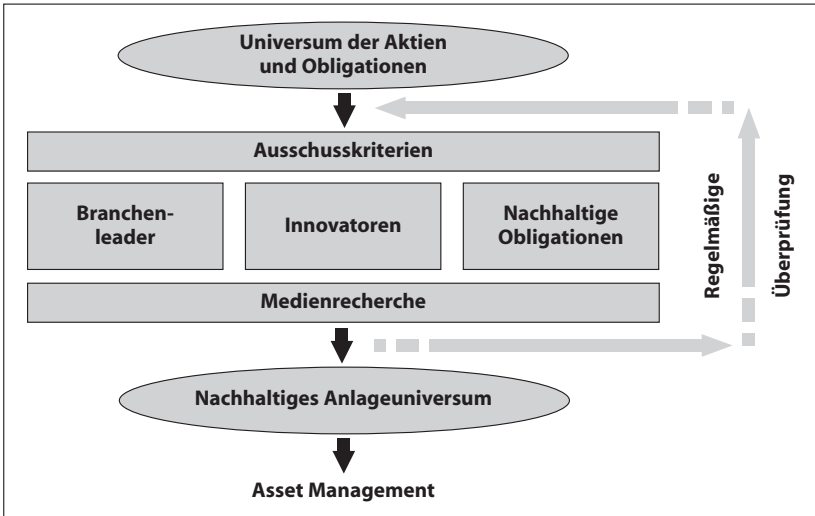 Universum der Aktien
und Obligationen
Ausschusskriterien
Branchen-
leader
Innovatoren
Nachhaltige
Obligationen
Regelmäßige
Überprüfung
Medienrecherche
Nachhaltiges Anlageuniversum
Asset Management